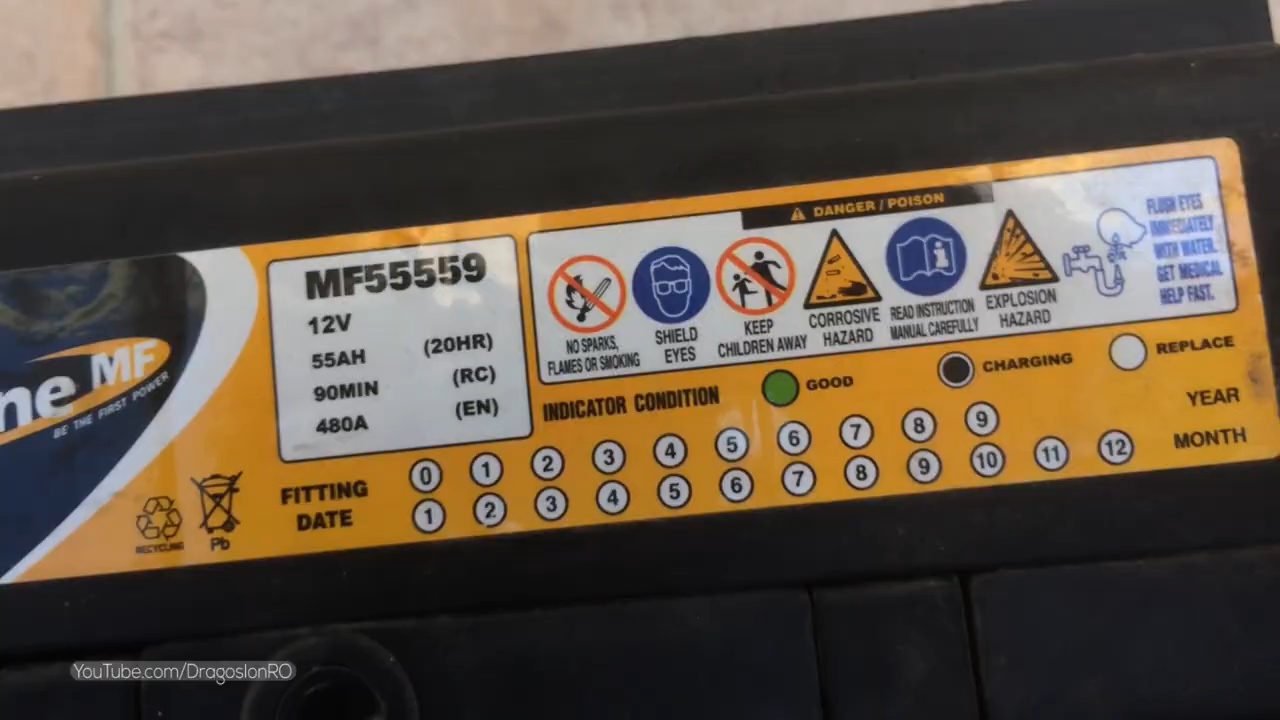 ne MF
BE THE FIRST POWER
MF55559
12V
55AH (20HR)
90MIN (RC)
480A (EN)
DANGER / POISON
NO SPARKS,
FLAMES OR SMOKING
SHIELD
EYES
KEEP
CHILDREN AWAY
CORROSIVE
HAZARD
READ INSTRUCTION
MANUAL CAREFULLY
EXPLOSION
HAZARD
FLUSH EYES
IMMEDIATELY
WITH WATER.
GET MEDICAL
HELP FAST.
INDICATOR CONDITION GOOD CHARGING REPLACE
FITTING
DATE
0 1 2 3 4 5 6 7 8 9 YEAR
1 2 3 4 5 6 7 8 9 10 11 12 MONTH
RECYCLING
Pb
YouTube.com/DragosIonRO